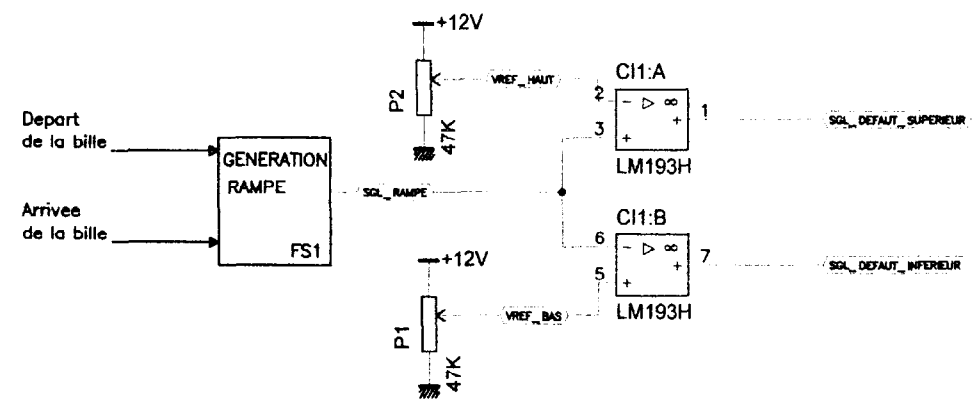 +12V
P2
47K
VREF_HAUT
CI1:A
2
3
- ▷ ∞
+
+
1
LM193H
SGL_DEFAUT_SUPERIEUR
Depart
de la bille
Arrivee
de la bille
GENERATION
RAMPE
FS1
SGL_RAMPE
CI1:B
6
5
- ▷ ∞
+
+
7
LM193H
SGL_DEFAUT_INFERIEUR
+12V
P1
47K
VREF_BAS